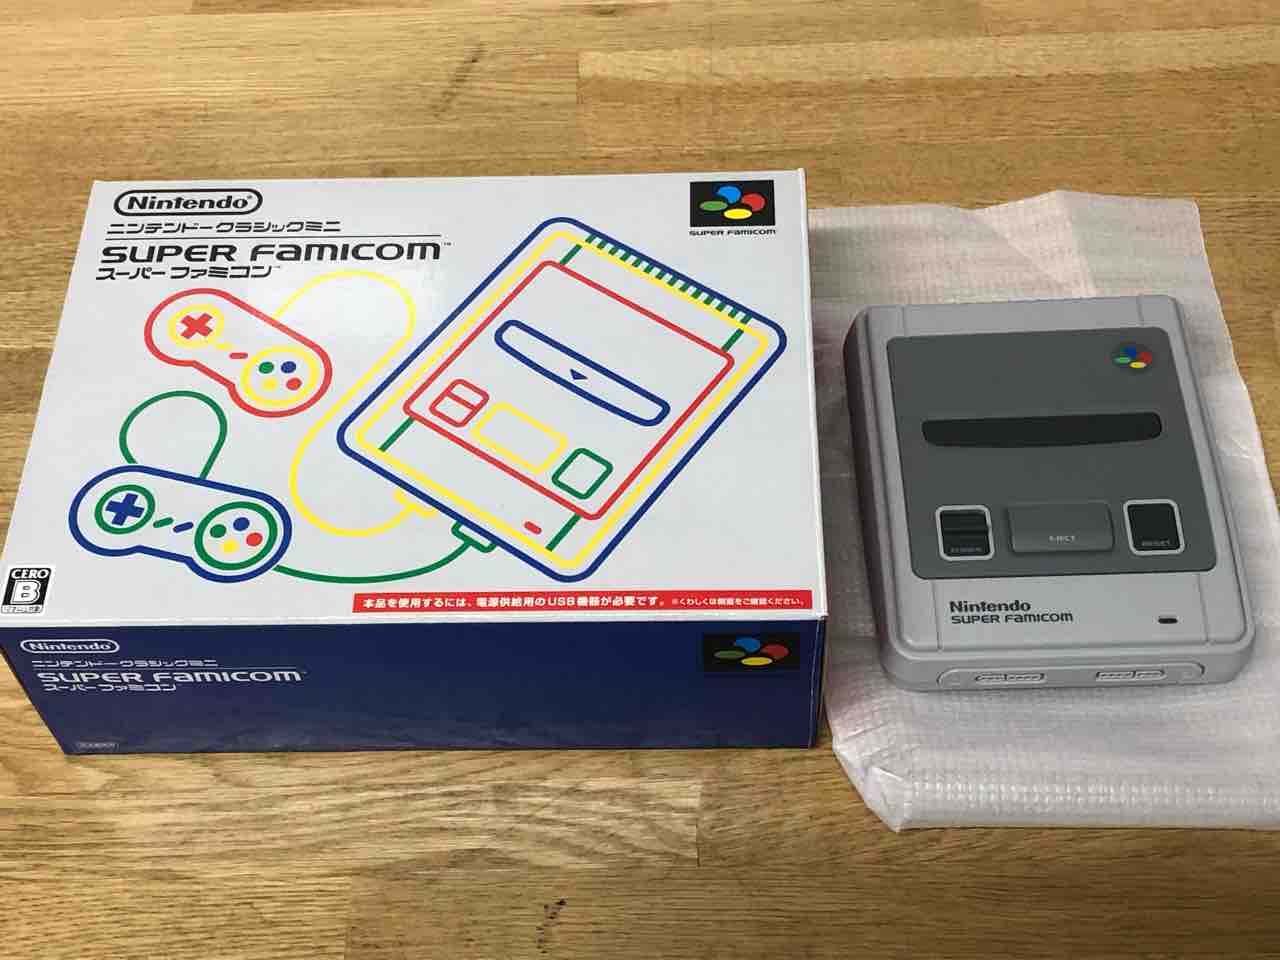 Nintendo
ニンテンドークラシックミニ
SUPER FAMICOM™
スーパーファミコン™
SUPER FAMICOM
CERO
B
本品を使用するには、電源供給用のUSB機器が必要です。※くわしくは側面をご確認ください。
Nintendo
ニンテンドークラシックミニ
SUPER FAMICOM™
スーパーファミコン
POWER
EJECT
RESET
Nintendo
SUPER FAMICOM